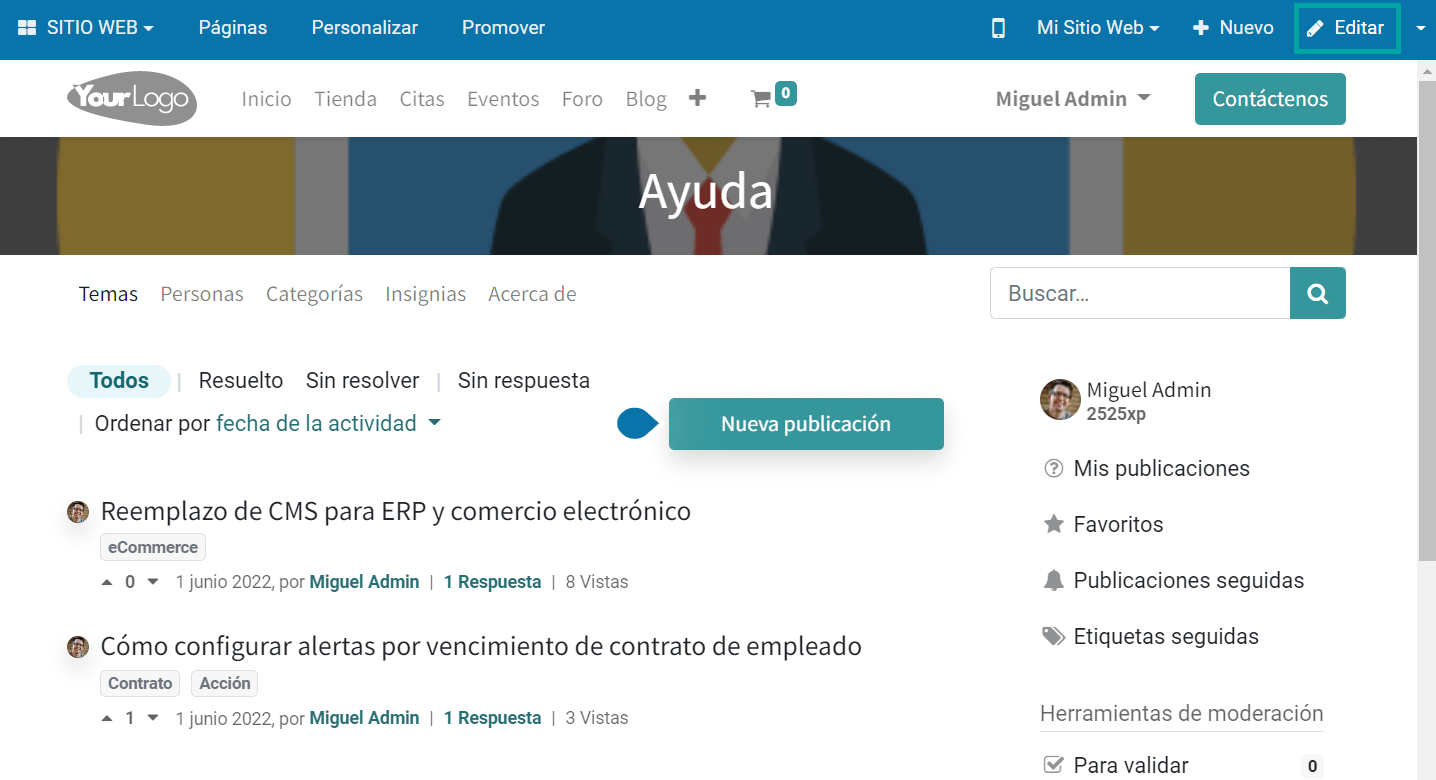 SITIO WEB Páginas Personalizar Promover Mi Sitio Web Nuevo Editar
YourLogo Inicio Tienda Citas Eventos Foro Blog 0 Miguel Admin Contáctenos
Ayuda
Temas Personas Categorías Insignias Acerca de Buscar...
Todos | Resuelto Sin resolver | Sin respuesta
| Ordenar por fecha de la actividad
Nueva publicación
Reemplazo de CMS para ERP y comercio electrónico
eCommerce
0 1 junio 2022, por Miguel Admin | 1 Respuesta | 8 Vistas
Cómo configurar alertas por vencimiento de contrato de empleado
Contrato Acción
1 1 junio 2022, por Miguel Admin | 1 Respuesta | 3 Vistas
Miguel Admin
2525xp
Mis publicaciones
Favoritos
Publicaciones seguidas
Etiquetas seguidas
Herramientas de moderación
Para validar 0